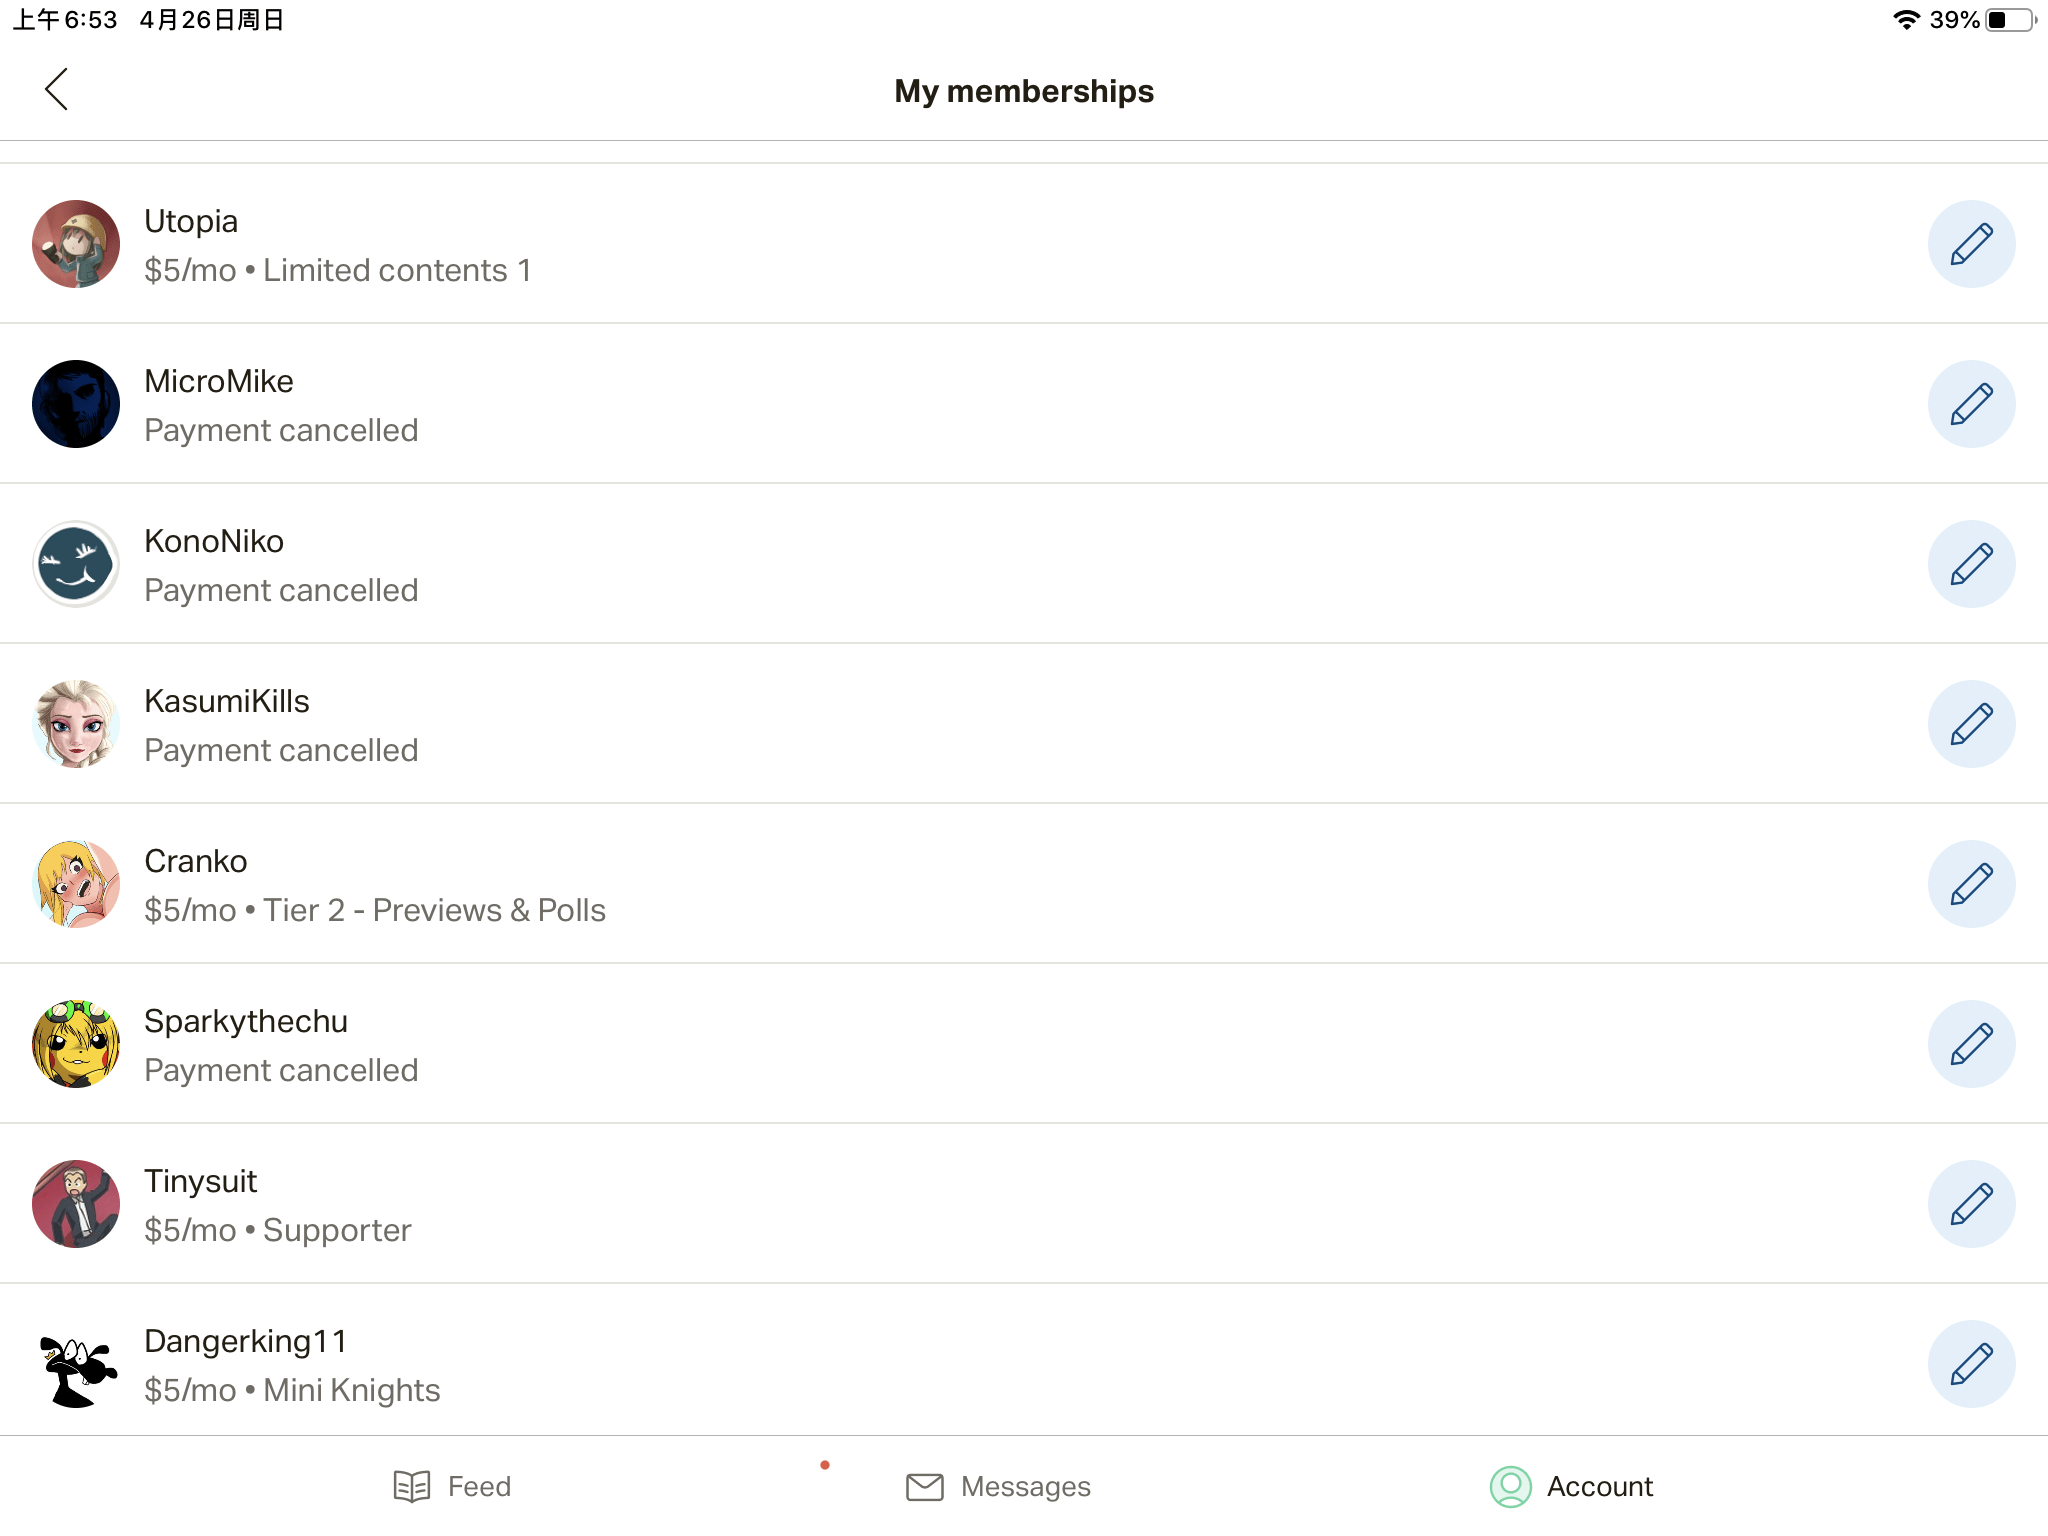 上午6:53 4月26日周日
39%
My memberships
Utopia
$5/mo • Limited contents 1
MicroMike
Payment cancelled
KonoNiko
Payment cancelled
KasumiKills
Payment cancelled
Cranko
$5/mo • Tier 2 - Previews & Polls
Sparkythechu
Payment cancelled
Tinysuit
$5/mo • Supporter
Dangerking11
$5/mo • Mini Knights
Feed
Messages
Account